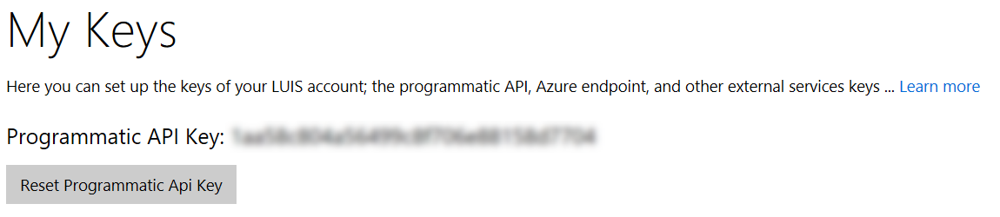 My Keys
Here you can set up the keys of your LUIS account; the programmatic API, Azure endpoint, and other external services keys ... Learn more
Programmatic API Key:
Reset Programmatic Api Key